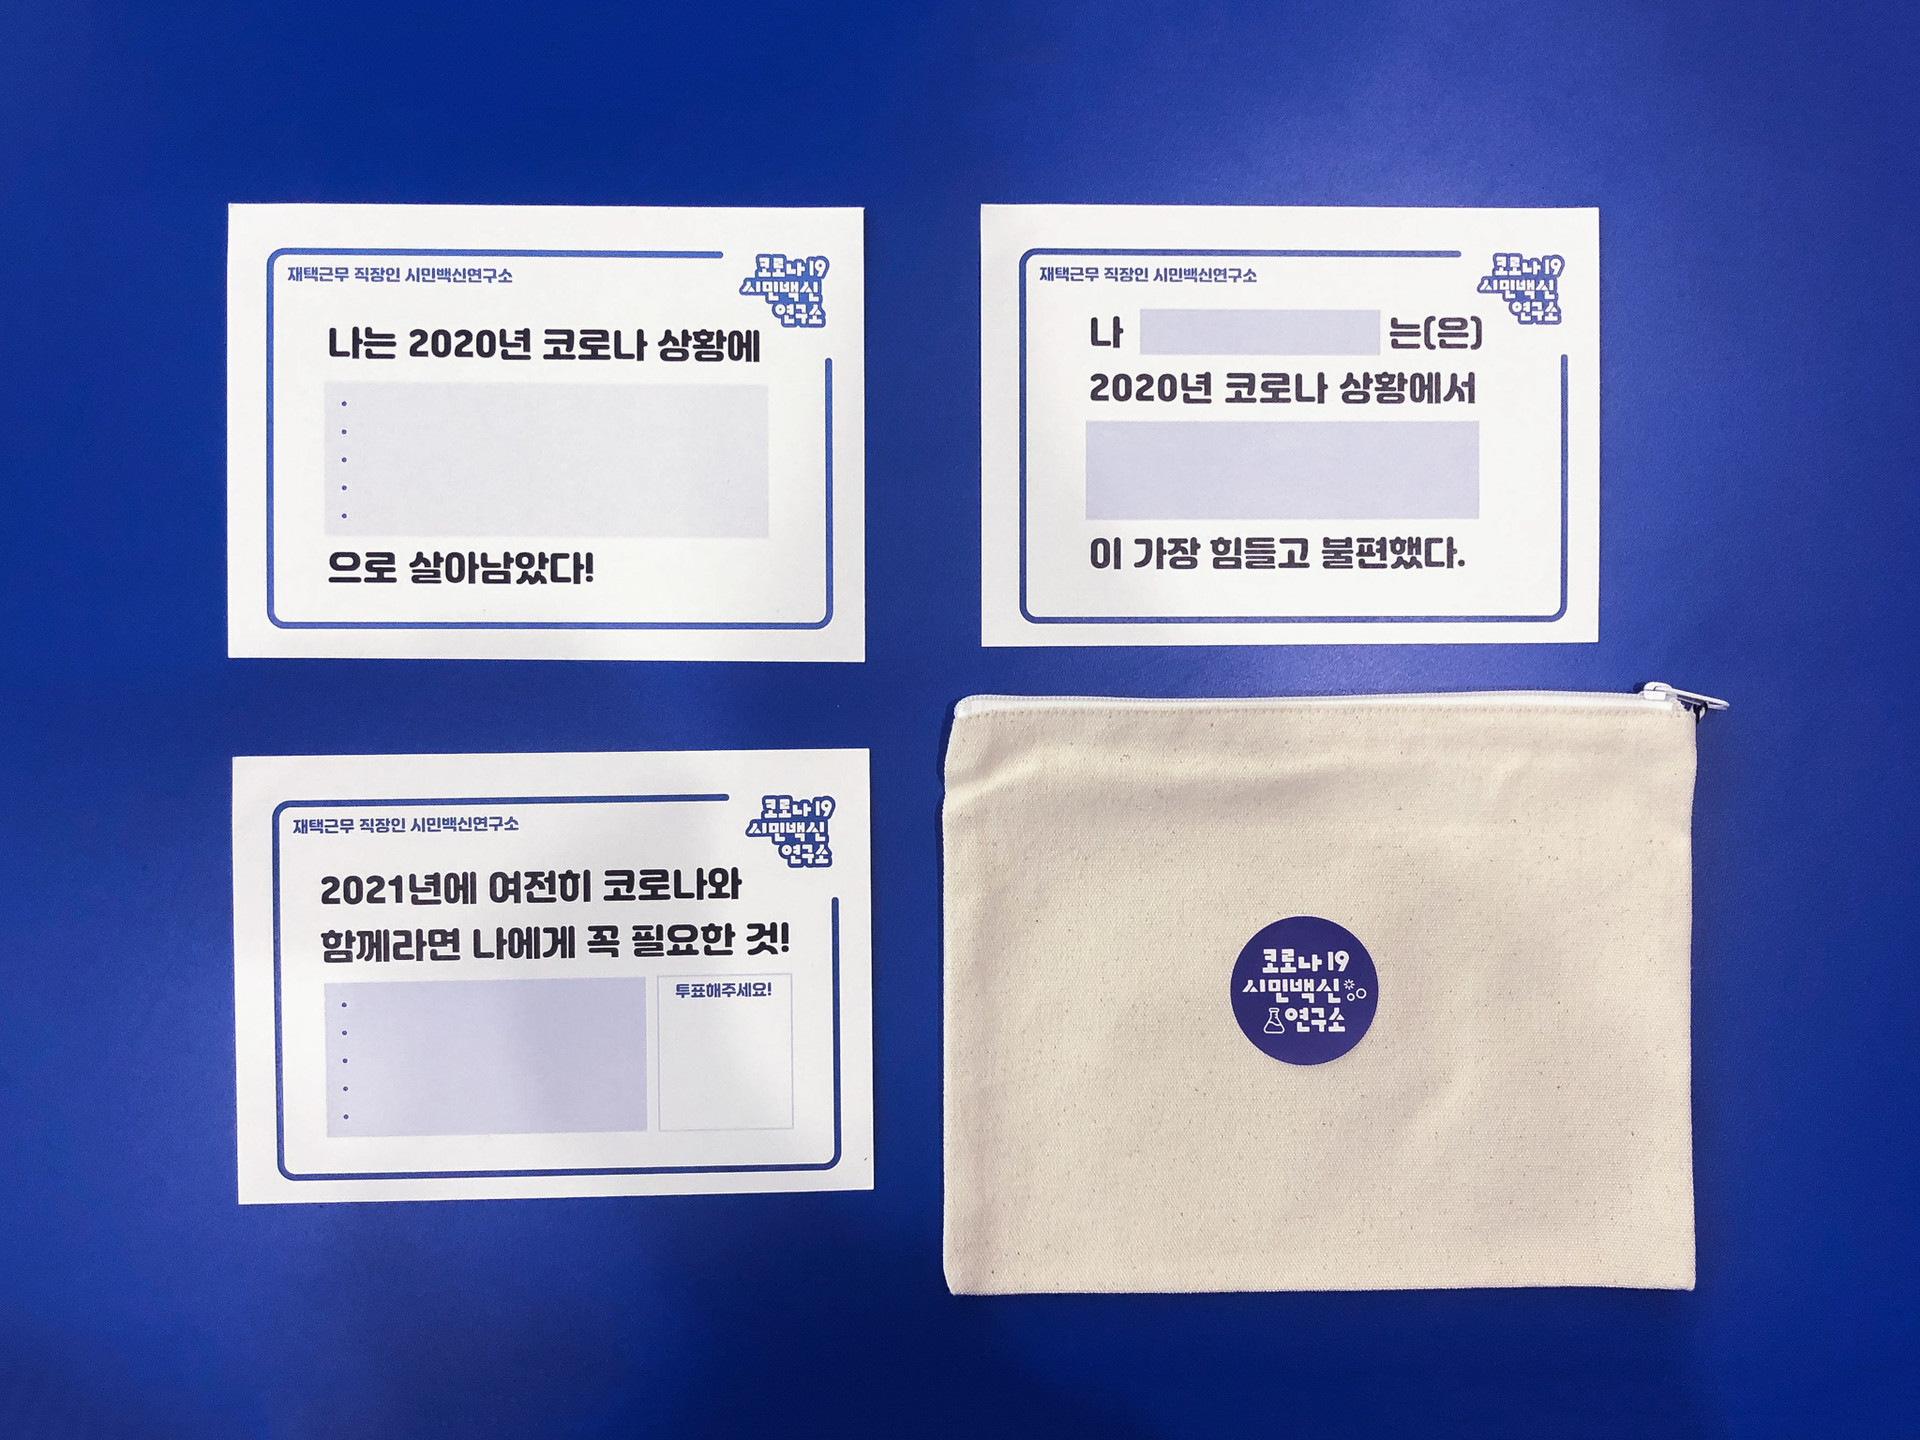 재택근무 직장인 시민백신연구소
코로나19
시민백신
연구소
나는 2020년 코로나 상황에
으로 살아남았다!
재택근무 직장인 시민백신연구소
코로나19
시민백신
연구소
나 는(은)
2020년 코로나 상황에서
이 가장 힘들고 불편했다.
재택근무 직장인 시민백신연구소
코로나19
시민백신
연구소
2021년에 여전히 코로나와
함께라면 나에게 꼭 필요한 것!
투표해주세요!
코로나19
시민백신
연구소